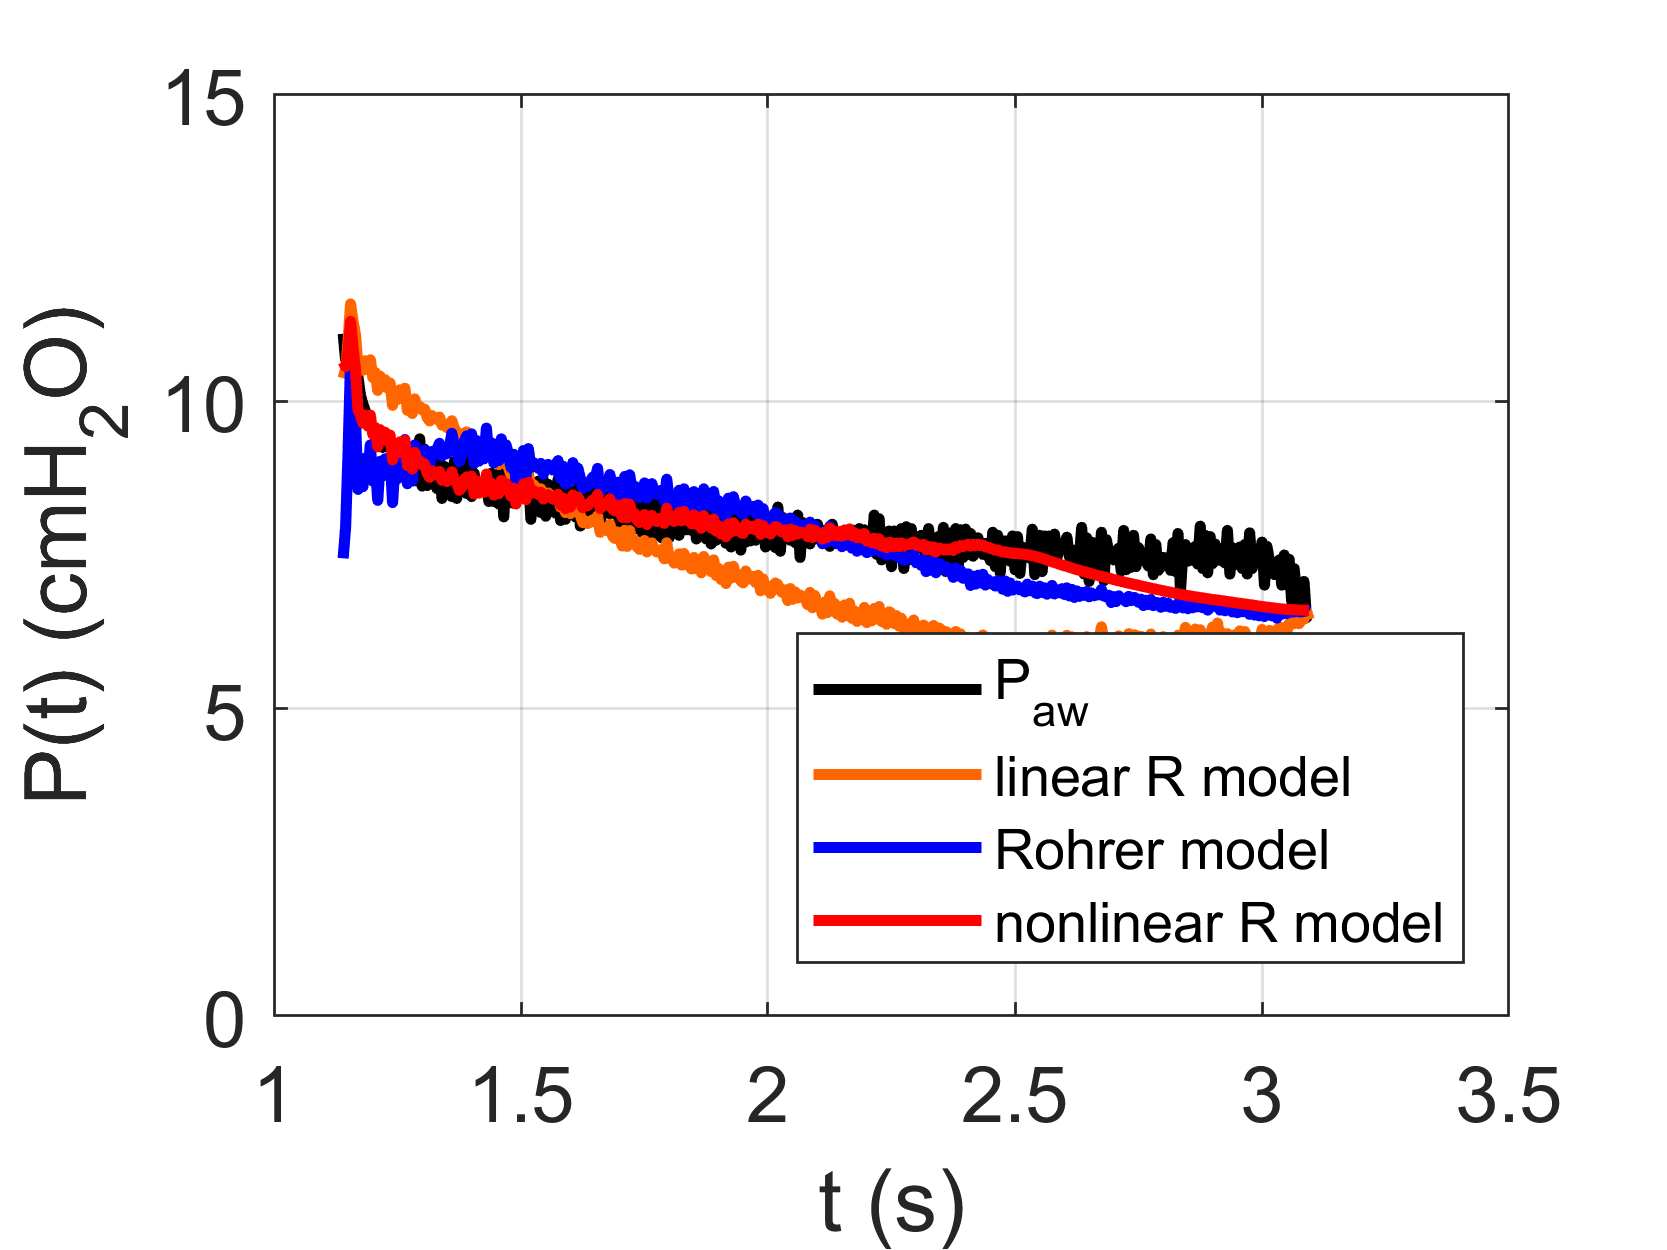 P(t) (cmH2O)
15
10
5
0
1 1.5 2 2.5 3 3.5
t (s)
Paw
linear R model
Rohrer model
nonlinear R model